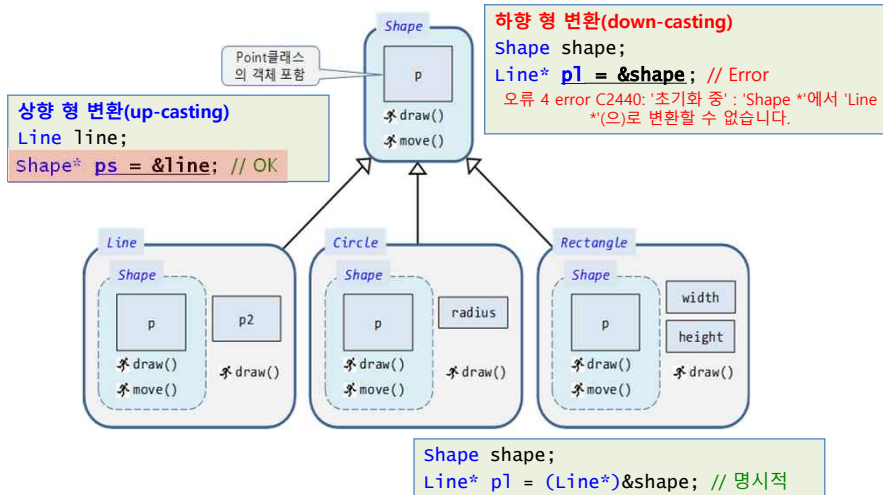 Shape
Point클래스
의 객체 포함
p
draw()
move()
하향 형 변환(down-casting)
Shape shape;
Line* pl = &shape; // Error
오류 4 error C2440: '초기화 중' : 'Shape *'에서 'Line
*'(으)로 변환할 수 없습니다.
상향 형 변환(up-casting)
Line line;
Shape* ps = &line; // OK
Line
Shape
p
draw()
move()
p2
draw()
Circle
Shape
p
draw()
move()
radius
draw()
Rectangle
Shape
p
draw()
move()
width
height
draw()
Shape shape;
Line* pl = (Line*)&shape; // 명시적